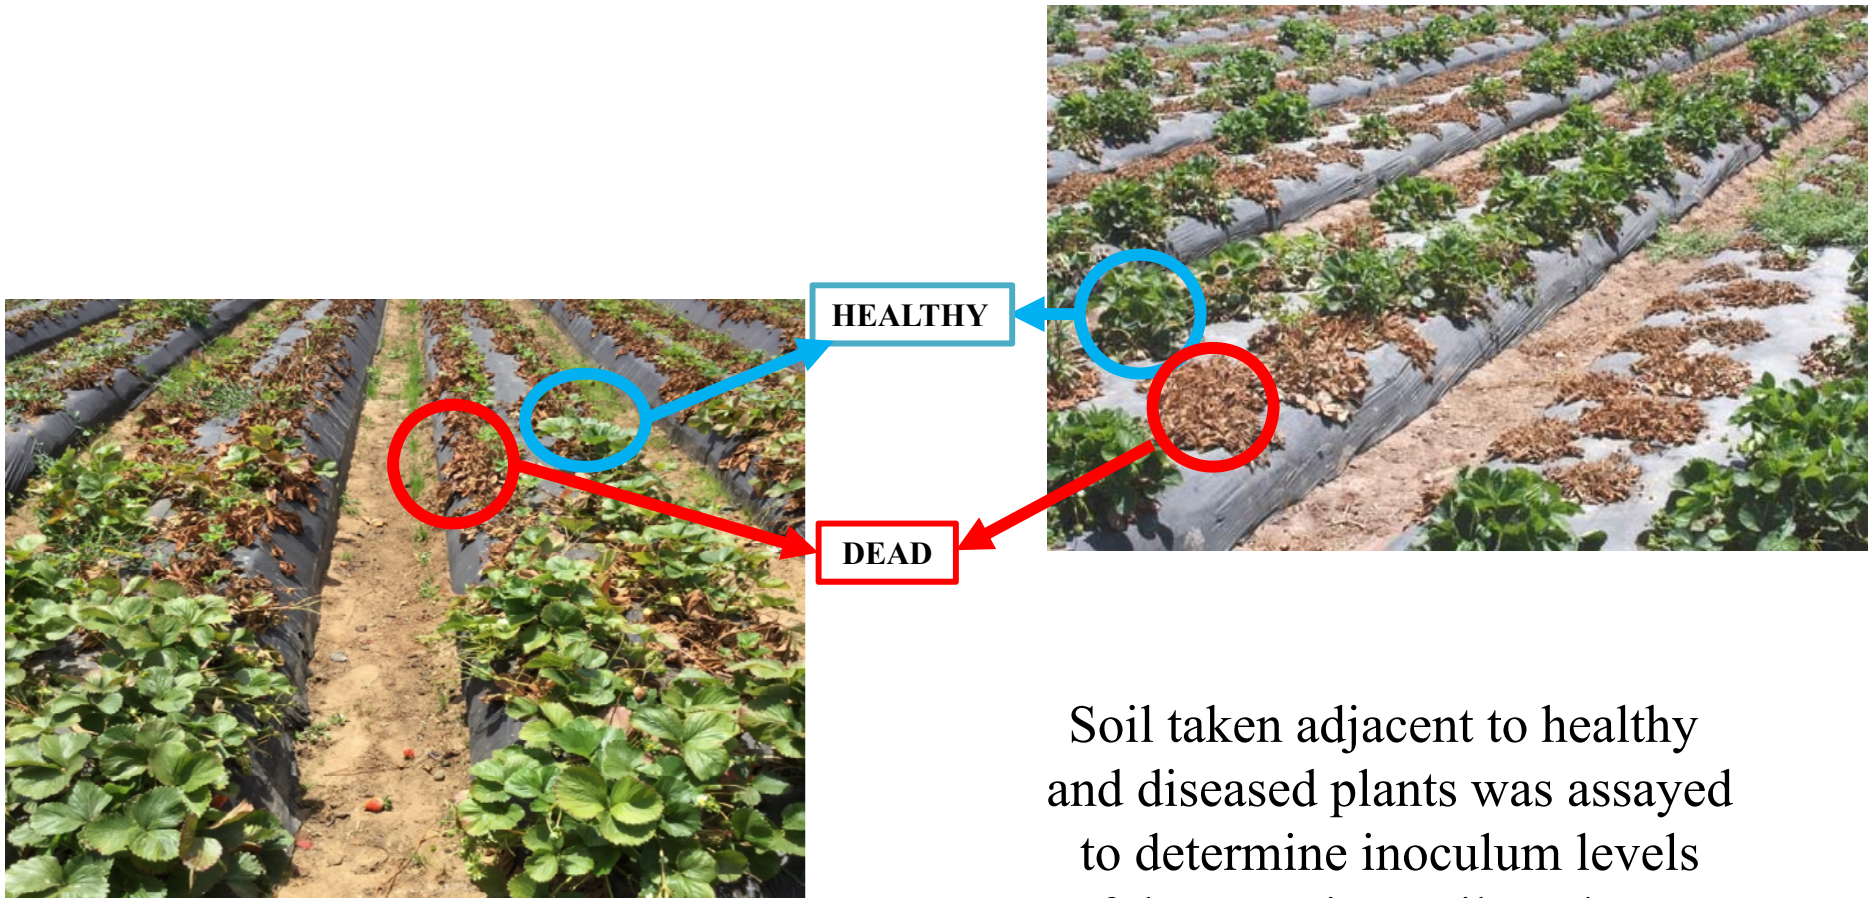 HEALTHY
DEAD
Soil taken adjacent to healthy
and diseased plants was assayed
to determine inoculum levels